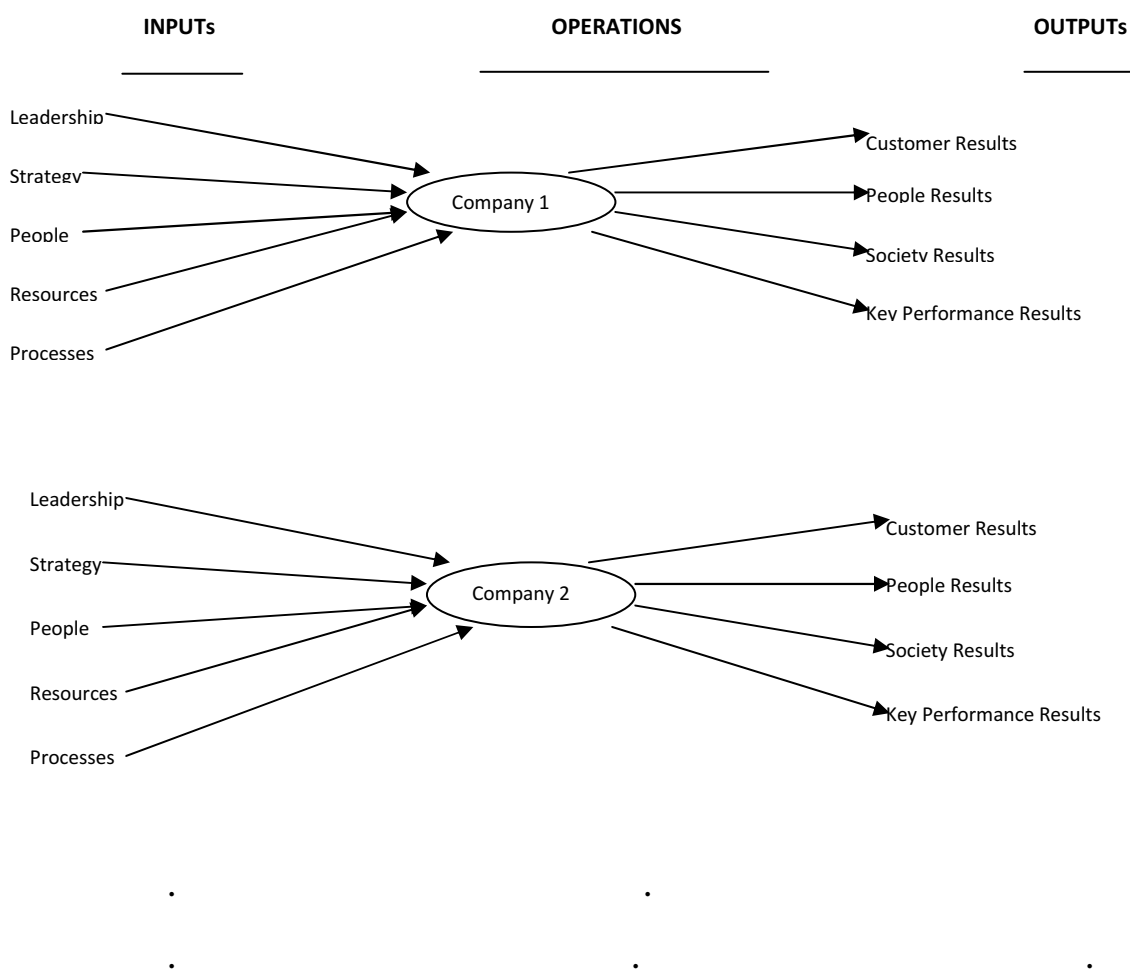 INPUTs OPERATIONS OUTPUTs
Leadership
Strategy
People
Resources
Processes
Company 1
Customer Results
People Results
Society Results
Key Performance Results
Leadership
Strategy
People
Resources
Processes
Company 2
Customer Results
People Results
Society Results
Key Performance Results